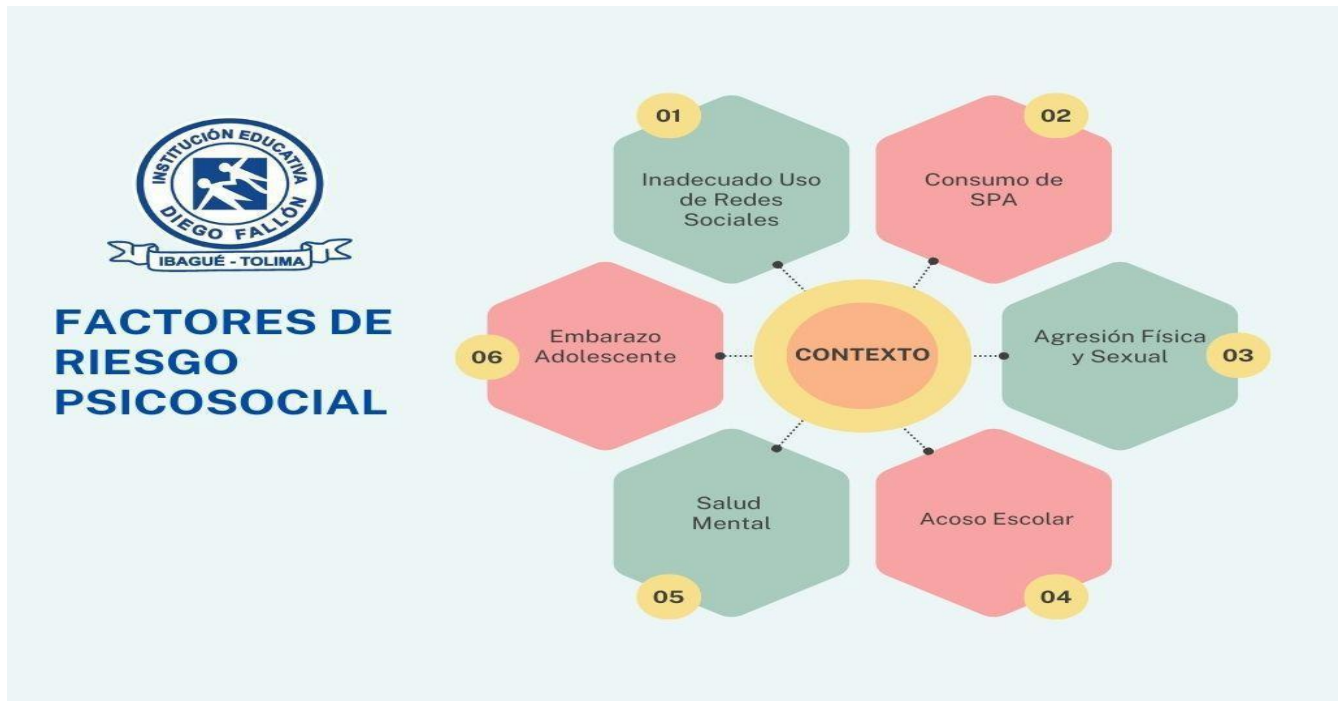 INSTITUCIÓN EDUCATIVA
DIEGO FALLÓN
IBAGUÉ - TOLIMA
FACTORES DE
RIESGO
PSICOSOCIAL
01
Inadecuado Uso
de Redes
Sociales
02
Consumo de
SPA
Agresión Física
y Sexual
03
Acoso Escolar
04
Salud
Mental
05
Embarazo
Adolescente
06
CONTEXTO